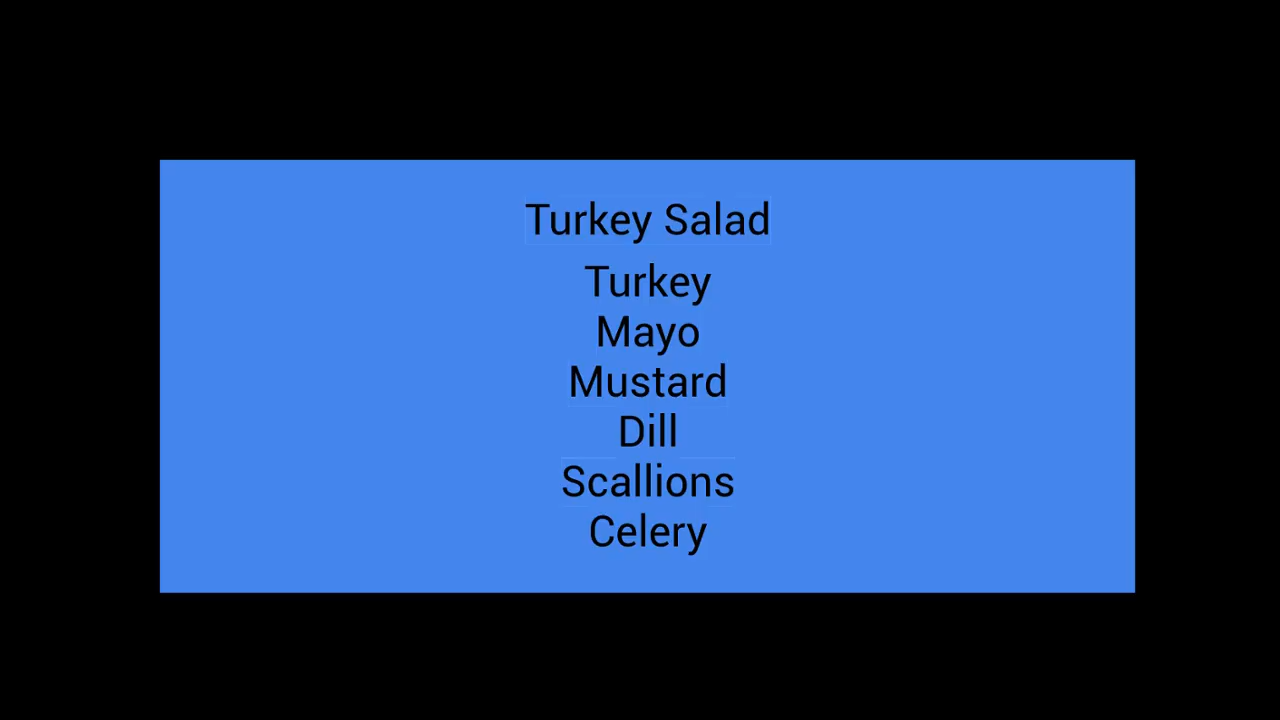 Turkey Salad
Turkey
Mayo
Mustard
Dill
Scallions
Celery